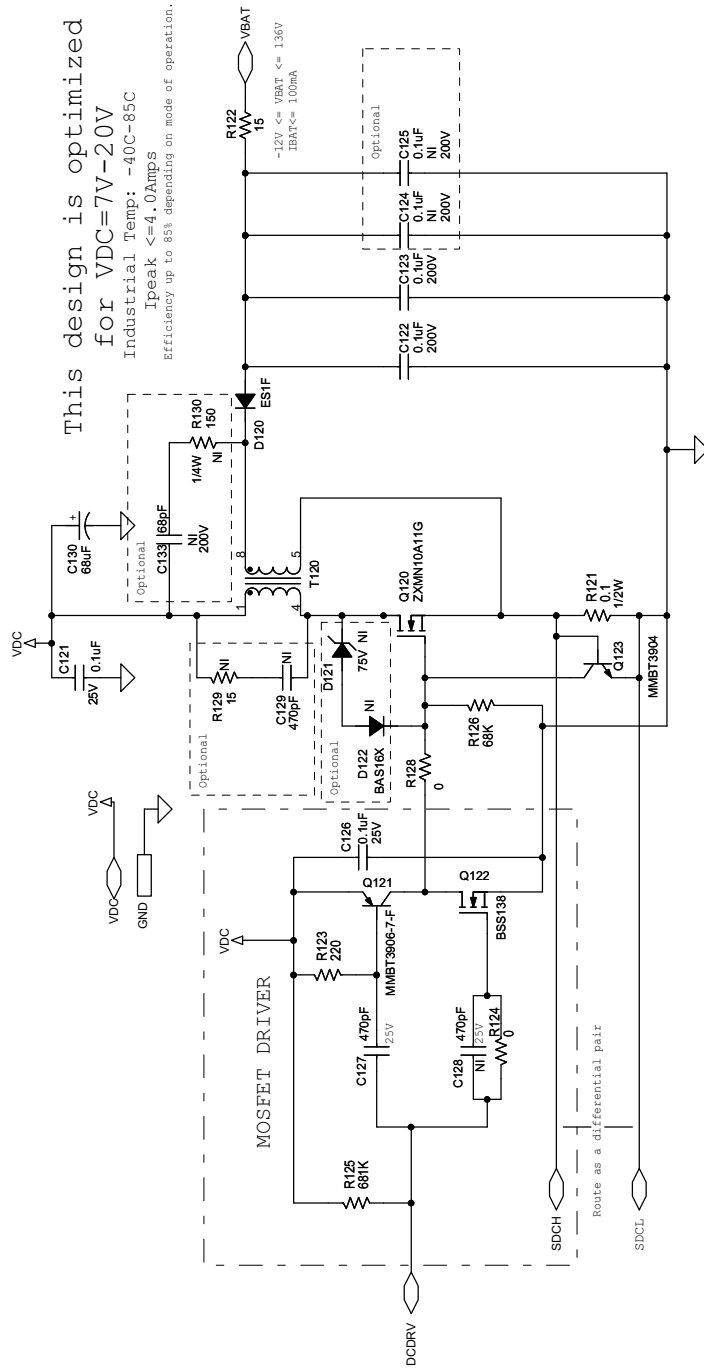 This design is optimized
for VDC=7V-20V
Industrial Temp: -40C-85C
Ipeak <=4.0Amps
Efficiency up to 85% depending on mode of operation.
VDC
C121
0.1uF
25V
C130
68uF
+
VDC
VDC
GND
Optional
C133
68pF
NI
200V
R130
150
1/4W
NI
D120
ES1F
R122
15
VBAT
-12V <= VBAT <= 136V
IBAT<= 100mA
Optional
C122
0.1uF
200V
C123
0.1uF
200V
C124
0.1uF
NI
200V
C125
0.1uF
NI
200V
1
8
4
5
T120
Optional
R129
15
NI
C129
470pF
NI
Optional
D121
75V
NI
D122
BAS16X
NI
Q120
ZXMN10A11G
R128
0
R126
68K
R121
0.1
1/2W
Q123
MMBT3904
MOSFET DRIVER
VDC
R123
220
C126
0.1uF
25V
Q121
MMBT3906-7-F
C127
470pF
25V
Q122
BSS138
C128
470pF
25V
NI
R124
0
R125
681K
DCDRV
SDCH
Route as a differential pair
SDCL